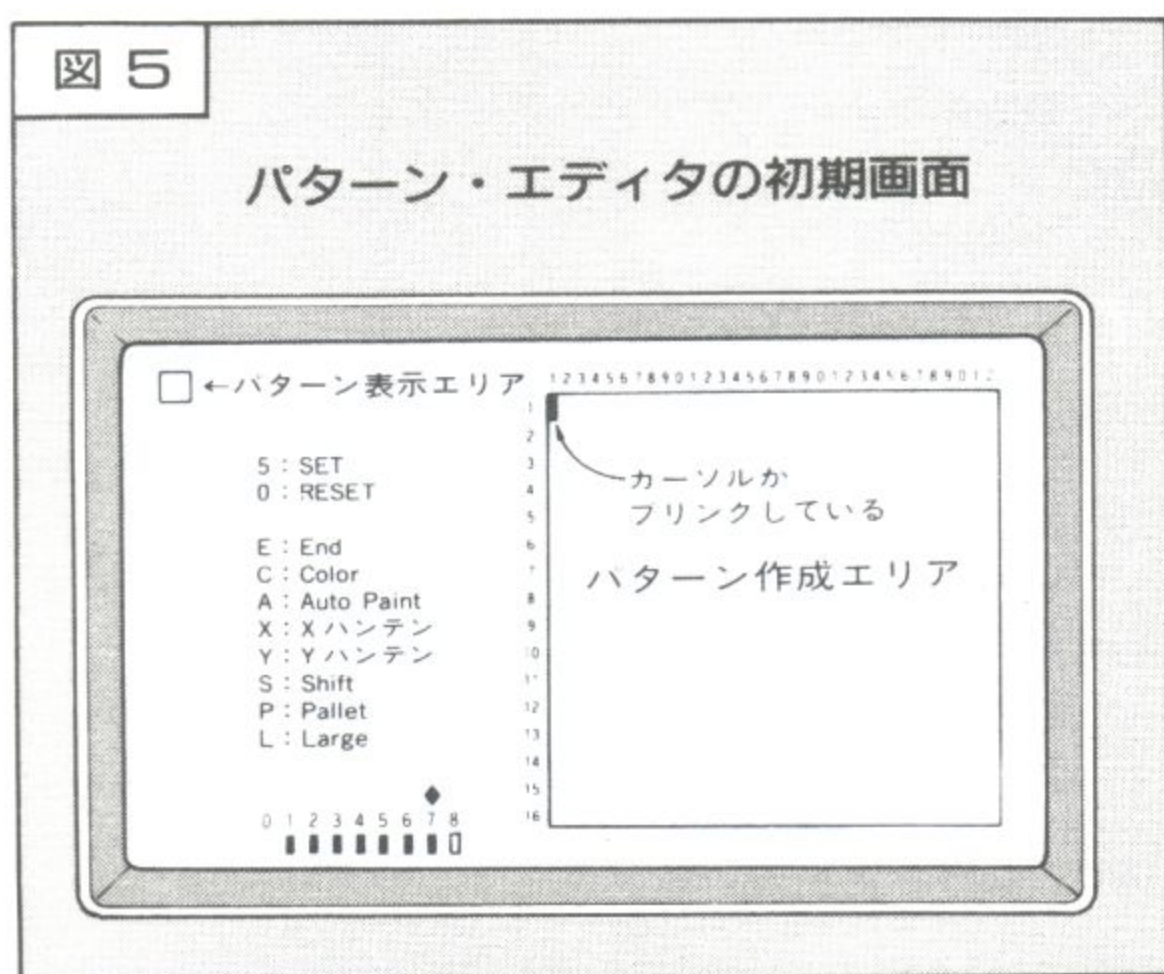 図 5
パターン・エディタの初期画面
←パターン表示エリア
5 : SET
0 : RESET
E : End
C : Color
A : Auto Paint
X : X ハンテン
Y : Y ハンテン
S : Shift
P : Pallet
L : Large
0 1 2 3 4 5 6 7 8
12345678901234567890123456789012
1
2
3
4
5
6
7
8
9
10
11
12
13
14
15
16
カーソルが
ブリンクしている
パターン作成エリア